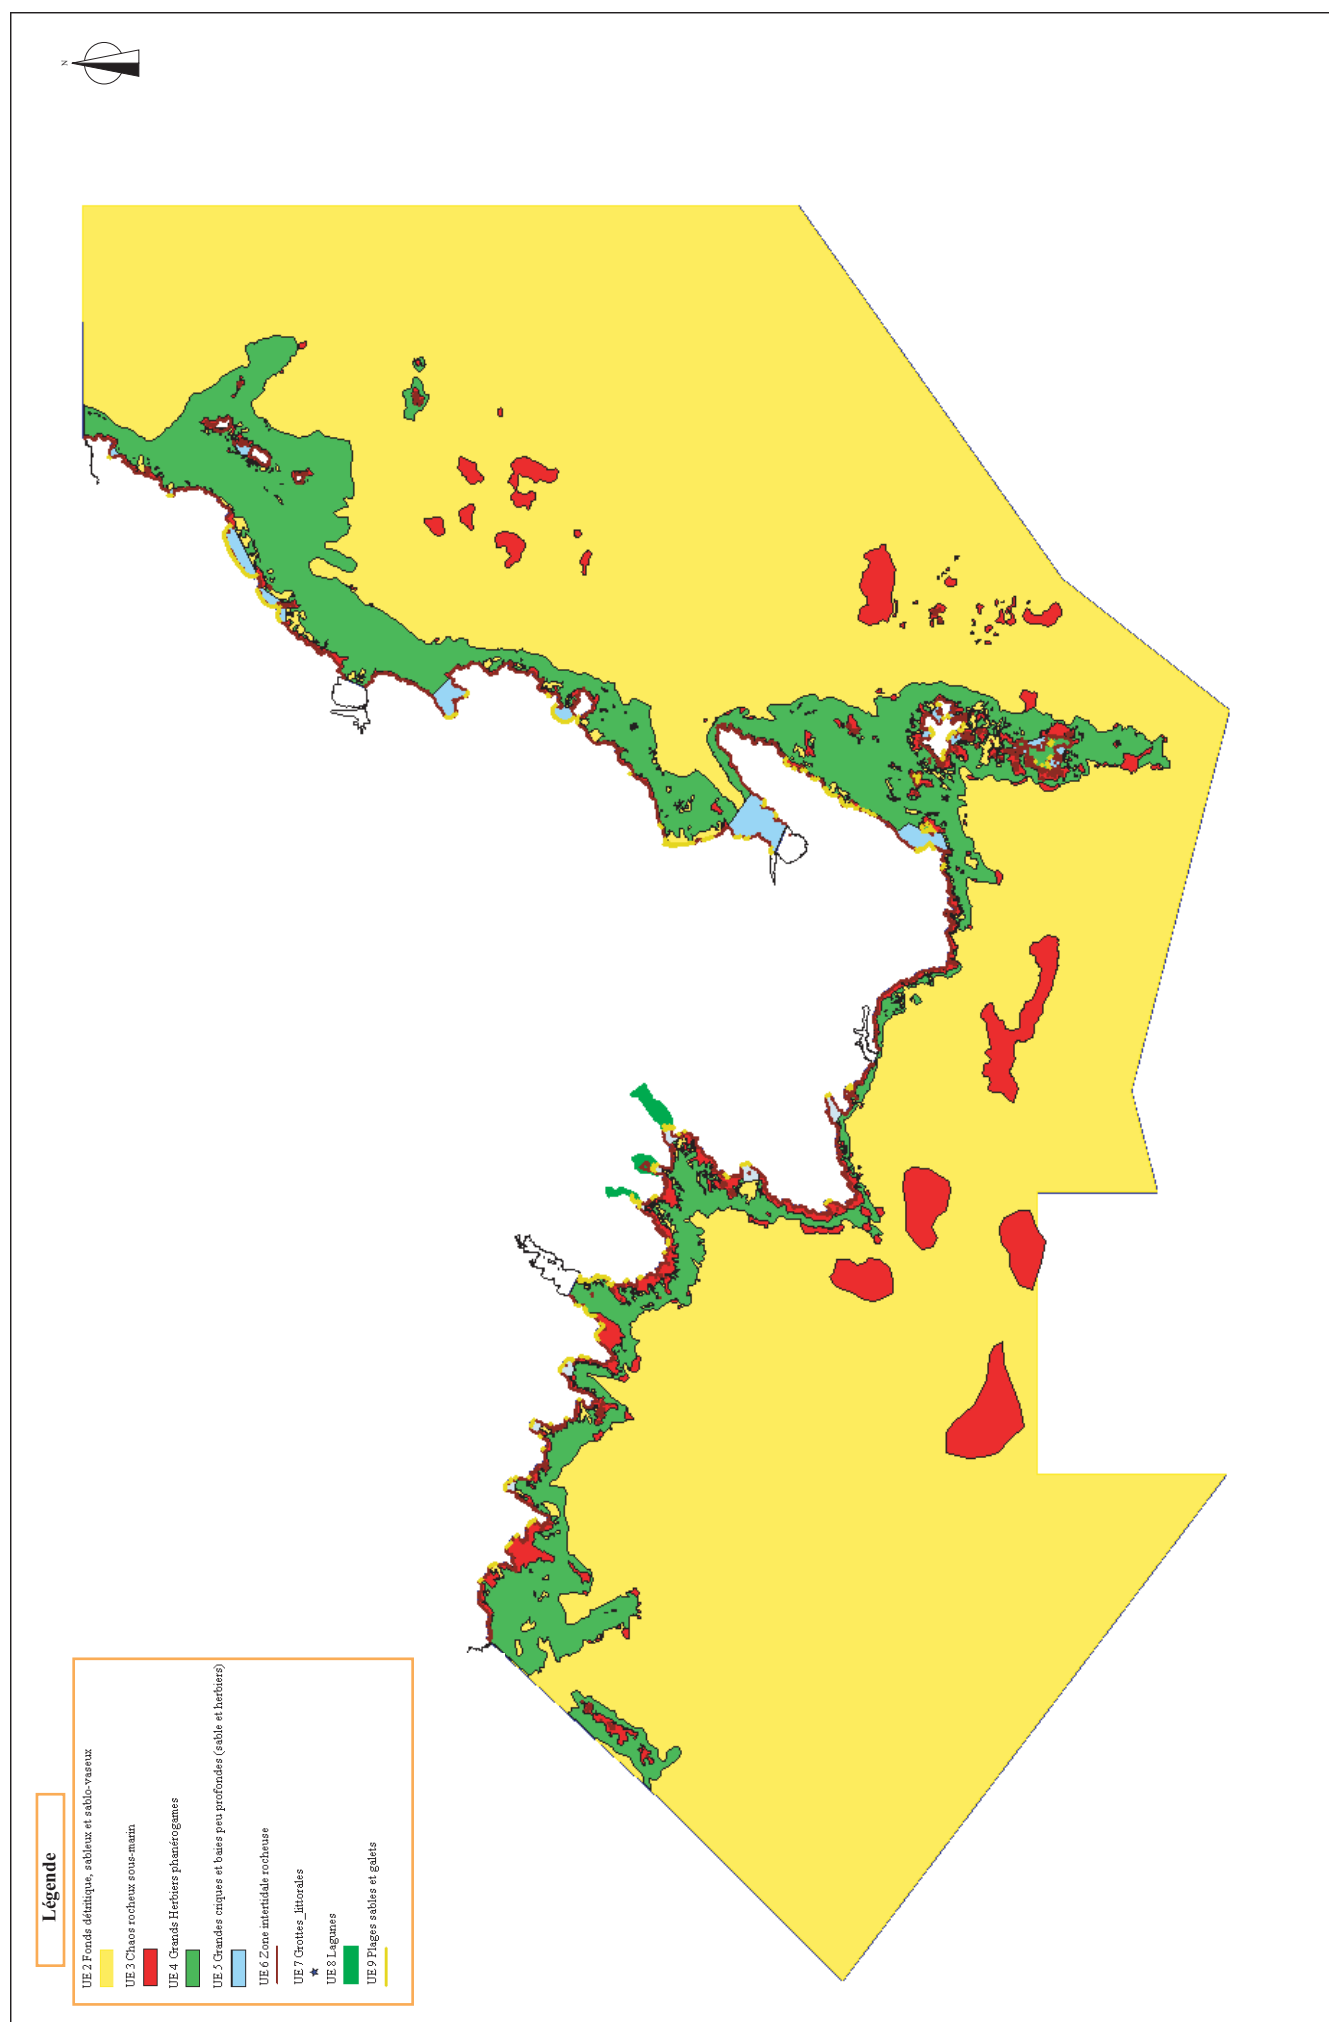 N
Légende
UE 2 Fonds détritique, sableux et sablo-vaseux
UE 3 Chaos rocheux sous-marin
UE 4 Grands Herbiers phanérogames
UE 5 Grandes criques et baies peu profondes (sable et herbiers)
UE 6 Zone intertidale rocheuse
UE 7 Grottes_littorales
UE 8 Lagunes
UE 9 Plages sables et galets